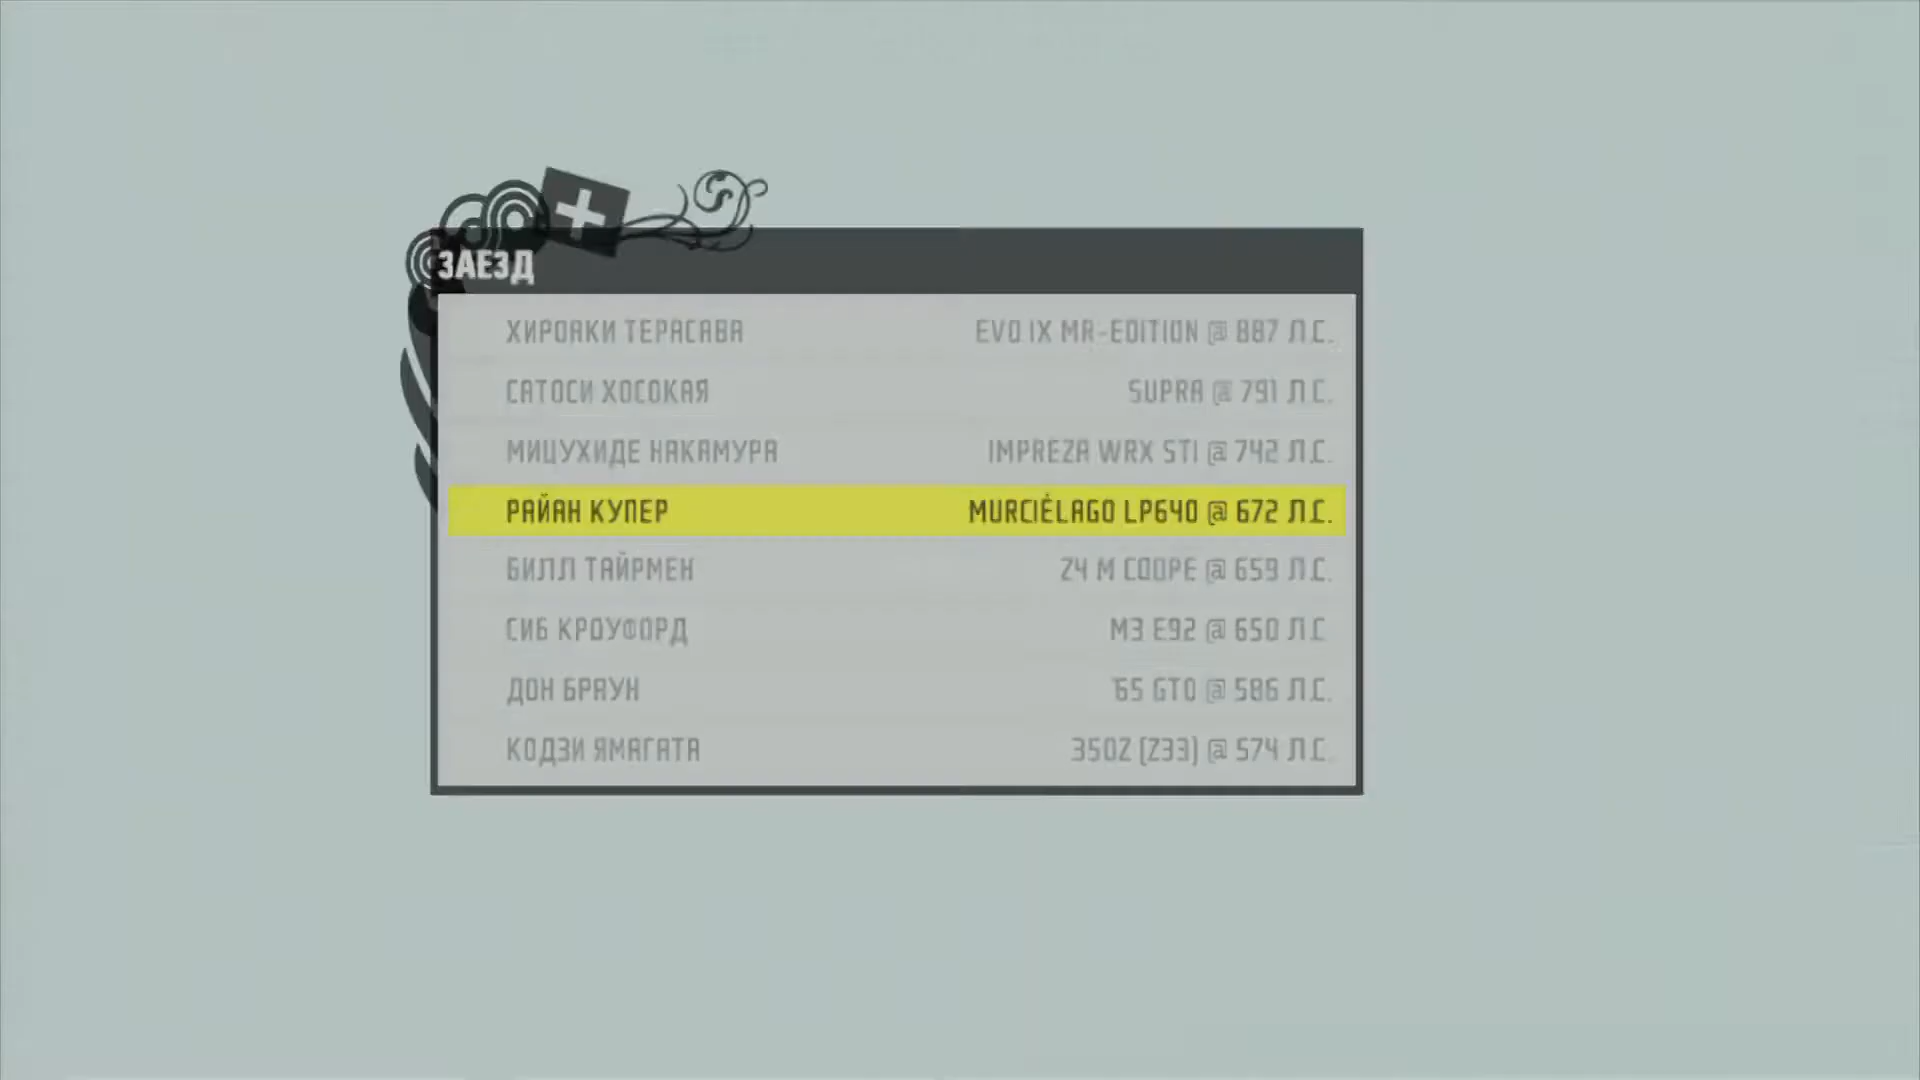 ЗАЕЗД
ХИРОАКИ ТЕРАСАВА EVO IX MR-EDITION @ 887 Л.С.
САТОСИ ХОСОКАЯ SUPRA @ 791 Л.С.
МИЦУХИДЕ НАКАМУРА IMPREZA WRX STI @ 742 Л.С.
РАЙАН КУПЕР MURCIÉLAGO LP640 @ 672 Л.С.
БИЛЛ ТАЙРМЕН Z4 M COUPE @ 659 Л.С.
СИБ КРОУФОРД M3 E92 @ 650 Л.С.
ДОН БРАУН '65 GTO @ 586 Л.С.
КОДЗИ ЯМАГАТА 350Z (Z33) @ 574 Л.С.